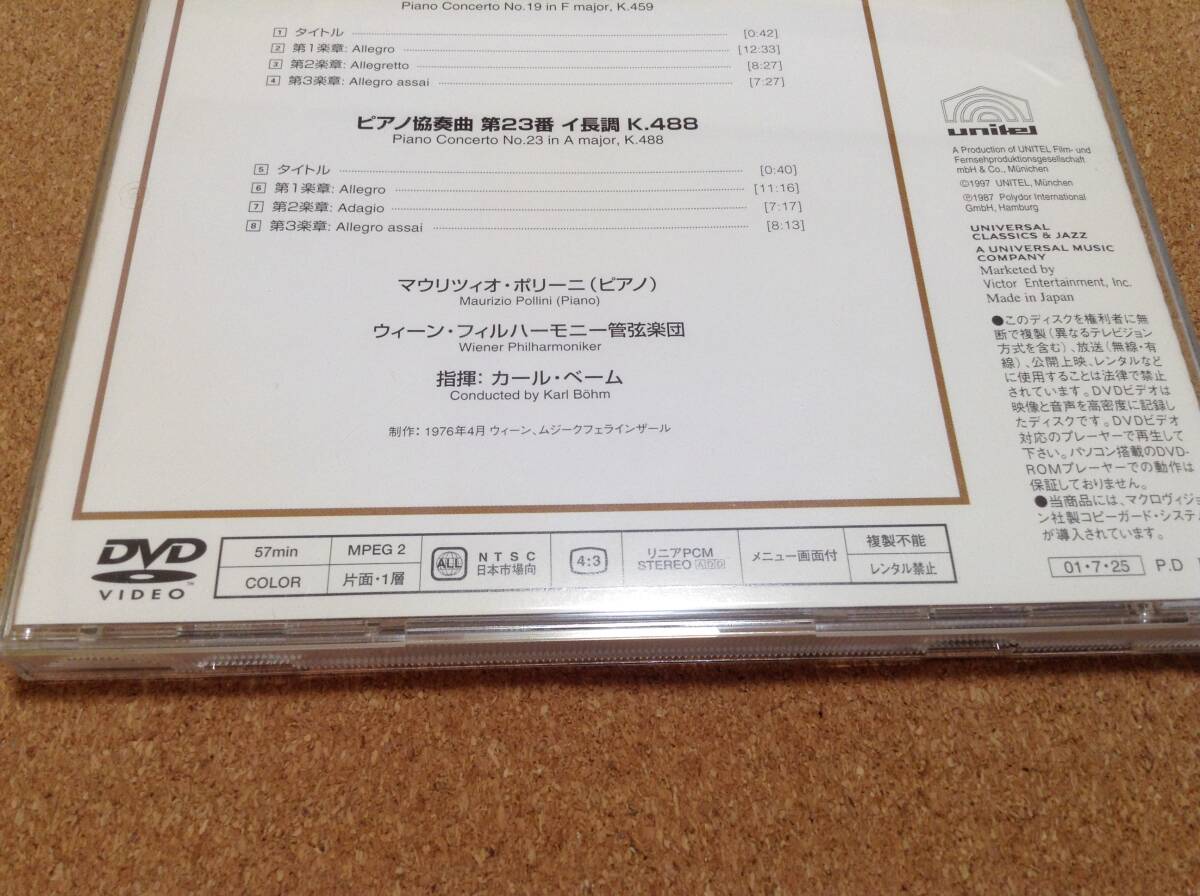 Piano Concerto No.19 in F major, K.459
1 タイトル [0:42]
2 第1楽章: Allegro [12:33]
3 第2楽章: Allegretto [8:27]
4 第3楽章: Allegro assai [7:27]
ピアノ協奏曲 第23番 イ長調 K.488
Piano Concerto No.23 in A major, K.488
5 タイトル [0:40]
6 第1楽章: Allegro [11:16]
7 第2楽章: Adagio [7:17]
8 第3楽章: Allegro assai [8:13]
マウリツィオ・ポリーニ(ピアノ)
Maurizio Pollini (Piano)
ウィーン・フィルハーモニー管弦楽団
Wiener Philharmoniker
指揮: カール・ベーム
Conducted by Karl Böhm
制作: 1976年4月 ウィーン、ムジークフェラインザール
unitel
A Production of UNITEL Film- und
Fernsehproduktionsgesellschaft
mbH & Co., Münichen
©1997 UNITEL, München
℗1987 Polydor International
GmbH, Hamburg
UNIVERSAL
CLASSICS & JAZZ
A UNIVERSAL MUSIC
COMPANY
Marketed by
Victor Entertainment, Inc.
Made in Japan
●このディスクを権利者に無
断で複製(異なるテレビジョン
方式を含む)、放送(無線・有
線)、公開上映、レンタルなど
に使用することは法律で禁止
されています。DVDビデオは
映像と音声を高密度に記録し
たディスクです。DVDビデオ
対応のプレーヤーで再生して
下さい。パソコン搭載のDVD-
ROMプレーヤーでの動作は
保証しておりません。
●当商品には、マクロヴィジョ
ン社製コピーガード・システム
が導入されています。
01・7・25 P.D
DVD
VIDEO™
57min
COLOR
MPEG 2
片面・1層
ALL
NTSC
日本市場向
4:3
リニアPCM
STEREO ADD
メニュー画面付
複製不能
レンタル禁止